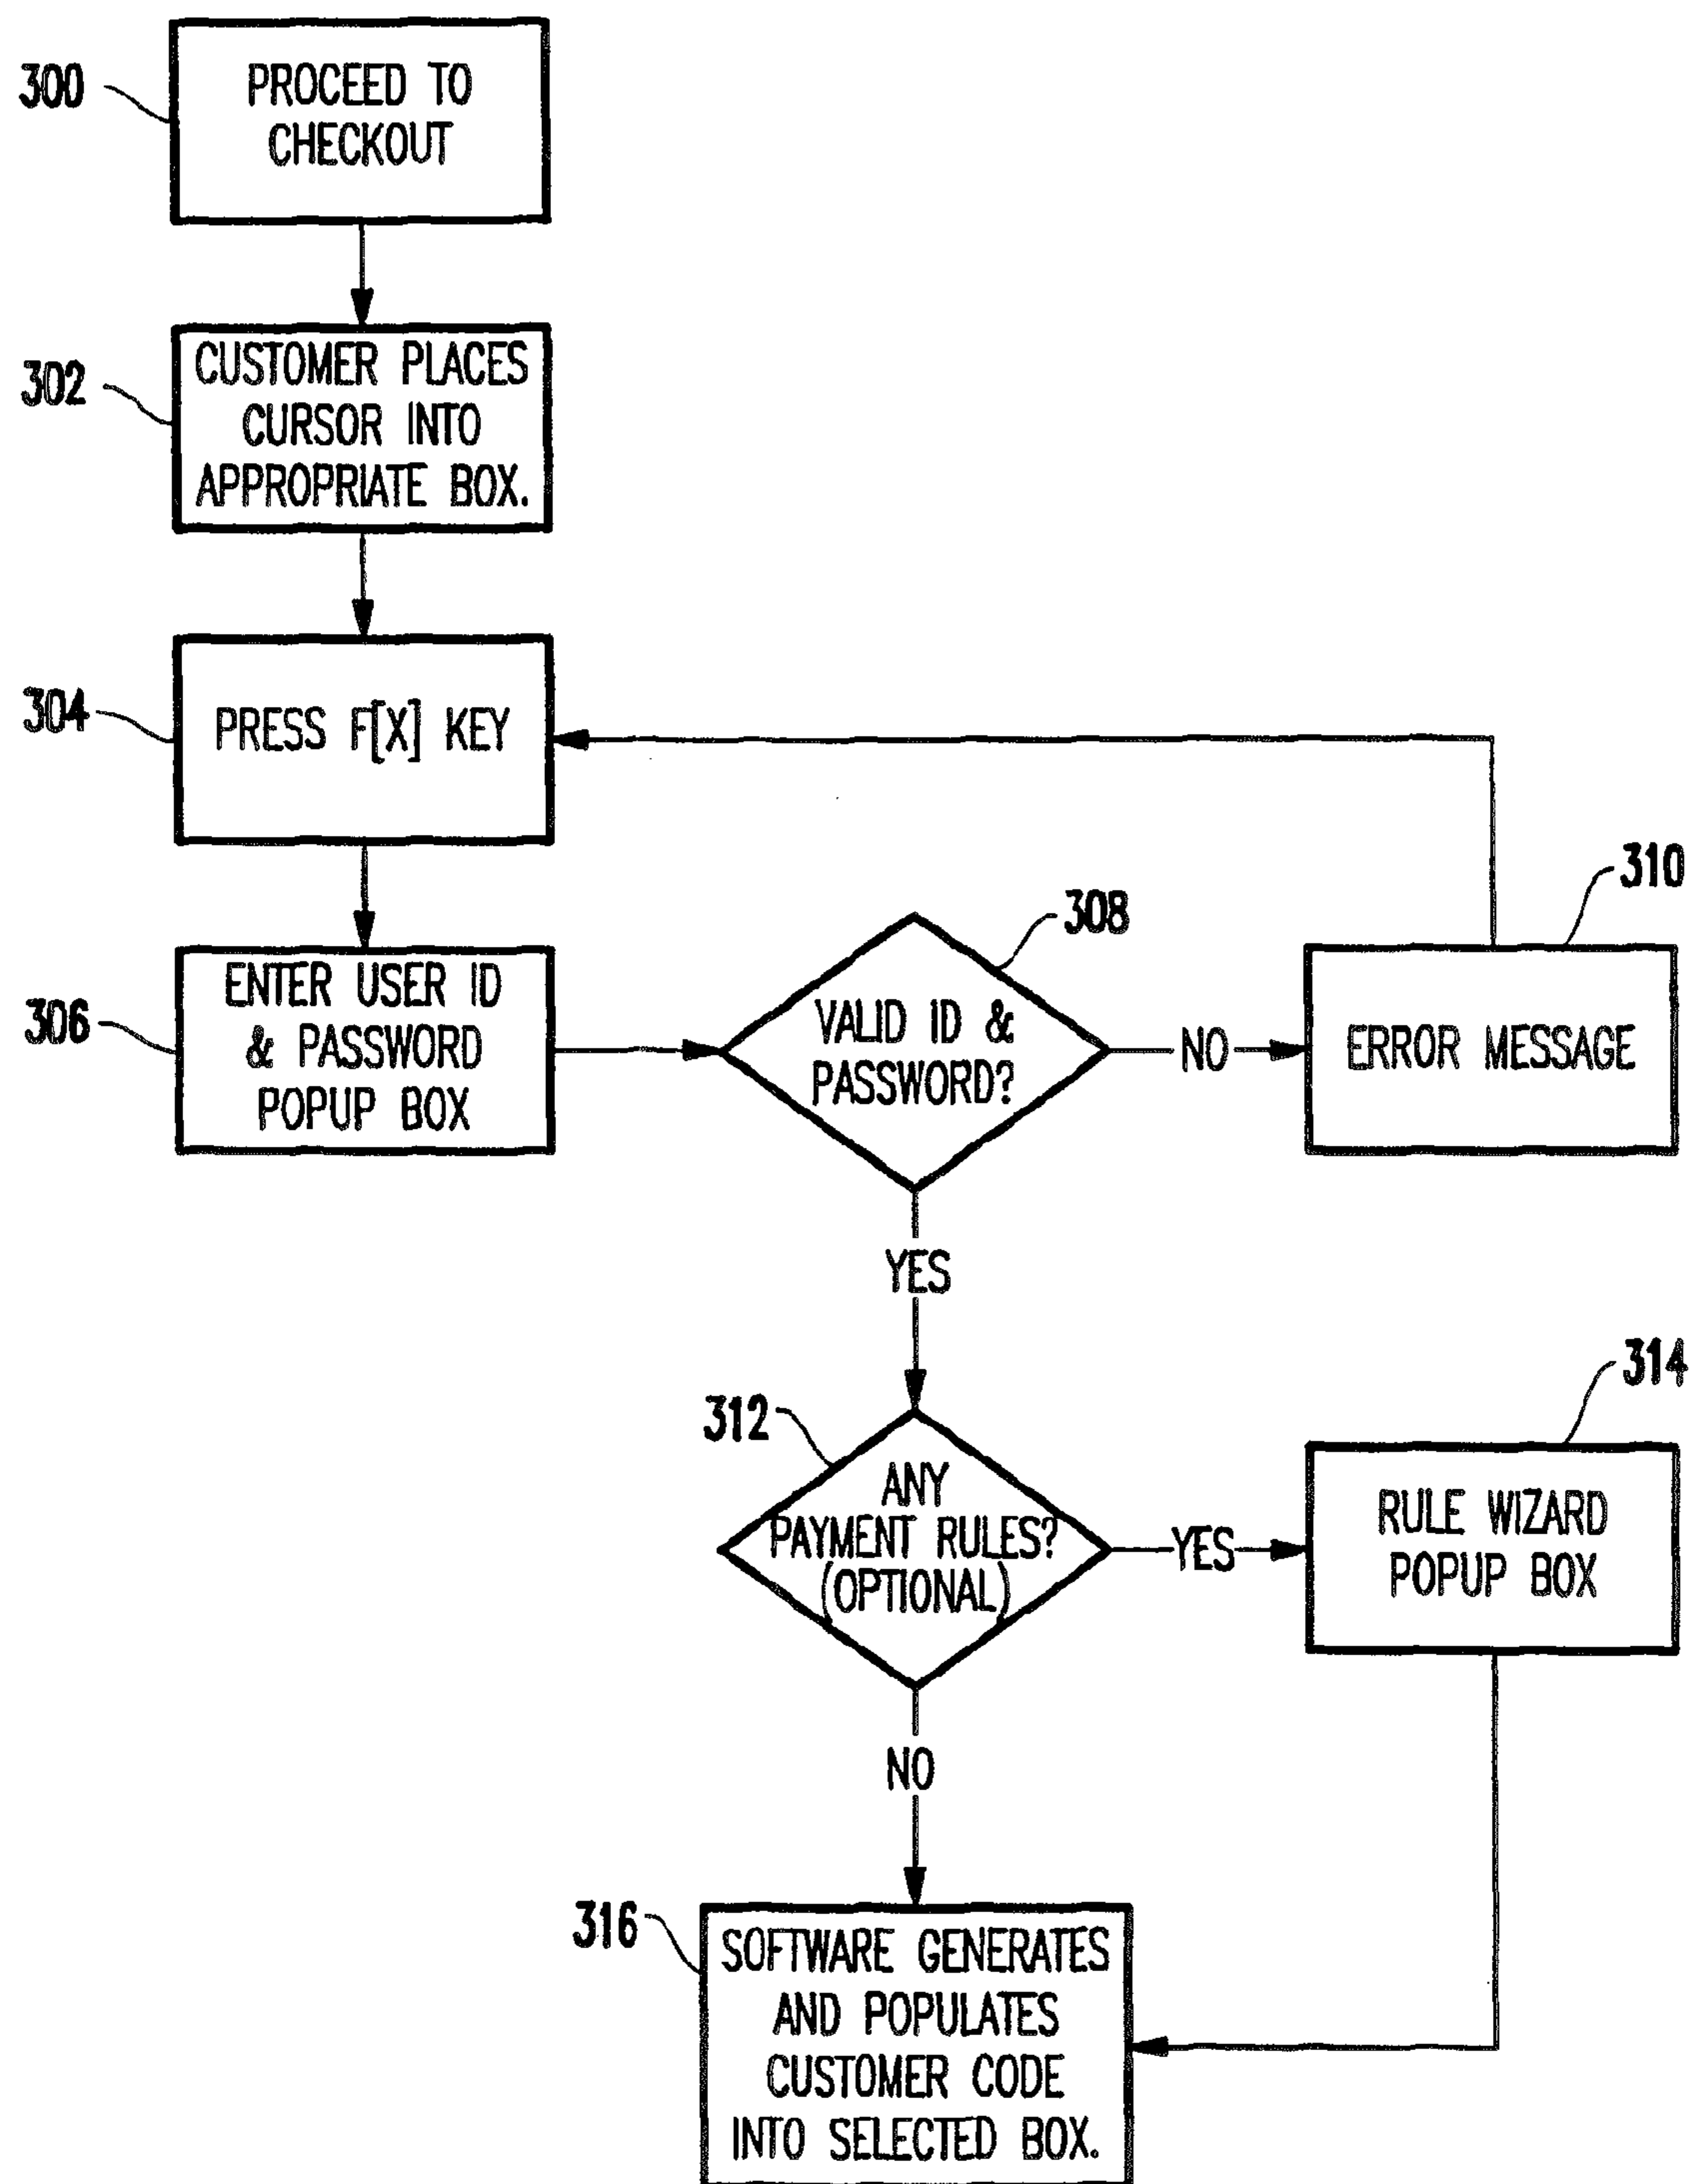 300
PROCEED TO
CHECKOUT
302
CUSTOMER PLACES
CURSOR INTO
APPROPRIATE BOX.
304
PRESS F[X] KEY
306
ENTER USER ID
& PASSWORD
POPUP BOX
308
VALID ID &
PASSWORD?
NO
310
ERROR MESSAGE
YES
312
ANY
PAYMENT RULES?
(OPTIONAL)
YES
314
RULE WIZARD
POPUP BOX
NO
316
SOFTWARE GENERATES
AND POPULATES
CUSTOMER CODE
INTO SELECTED BOX.